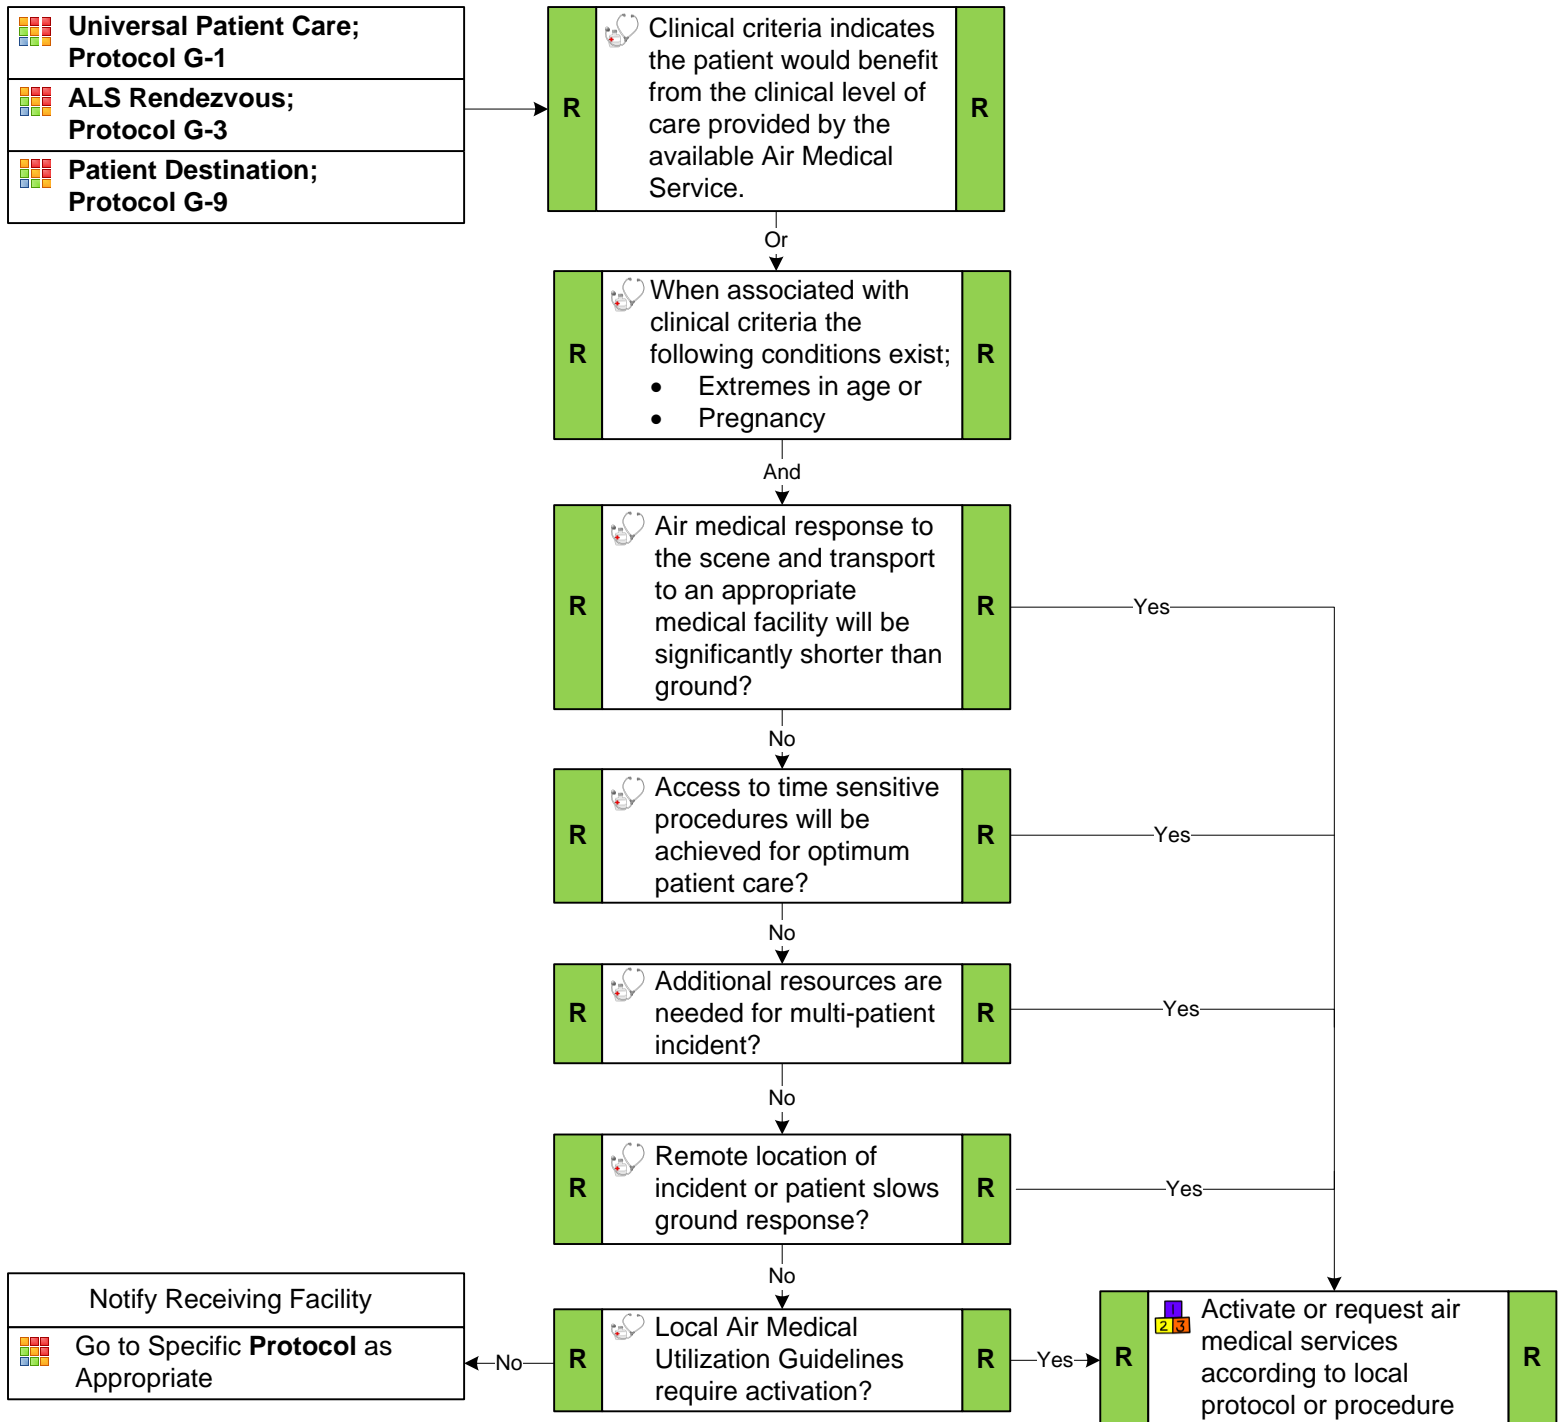 Universal Patient Care;
Protocol G-1
ALS Rendezvous;
Protocol G-3
Patient Destination;
Protocol G-9
R
Clinical criteria indicates
the patient would benefit
from the clinical level of
care provided by the
available Air Medical
Service.
R
Or
R
When associated with
clinical criteria the
following conditions exist;
• Extremes in age or
• Pregnancy
R
And
R
Air medical response to
the scene and transport
to an appropriate
medical facility will be
significantly shorter than
ground?
R
Yes
No
R
Access to time sensitive
procedures will be
achieved for optimum
patient care?
R
Yes
No
R
Additional resources are
needed for multi-patient
incident?
R
Yes
No
R
Remote location of
incident or patient slows
ground response?
R
Yes
No
R
Local Air Medical
Utilization Guidelines
require activation?
R
No
Notify Receiving Facility
Go to Specific Protocol as
Appropriate
Yes
R
1
2 3
Activate or request air
medical services
according to local
protocol or procedure
R